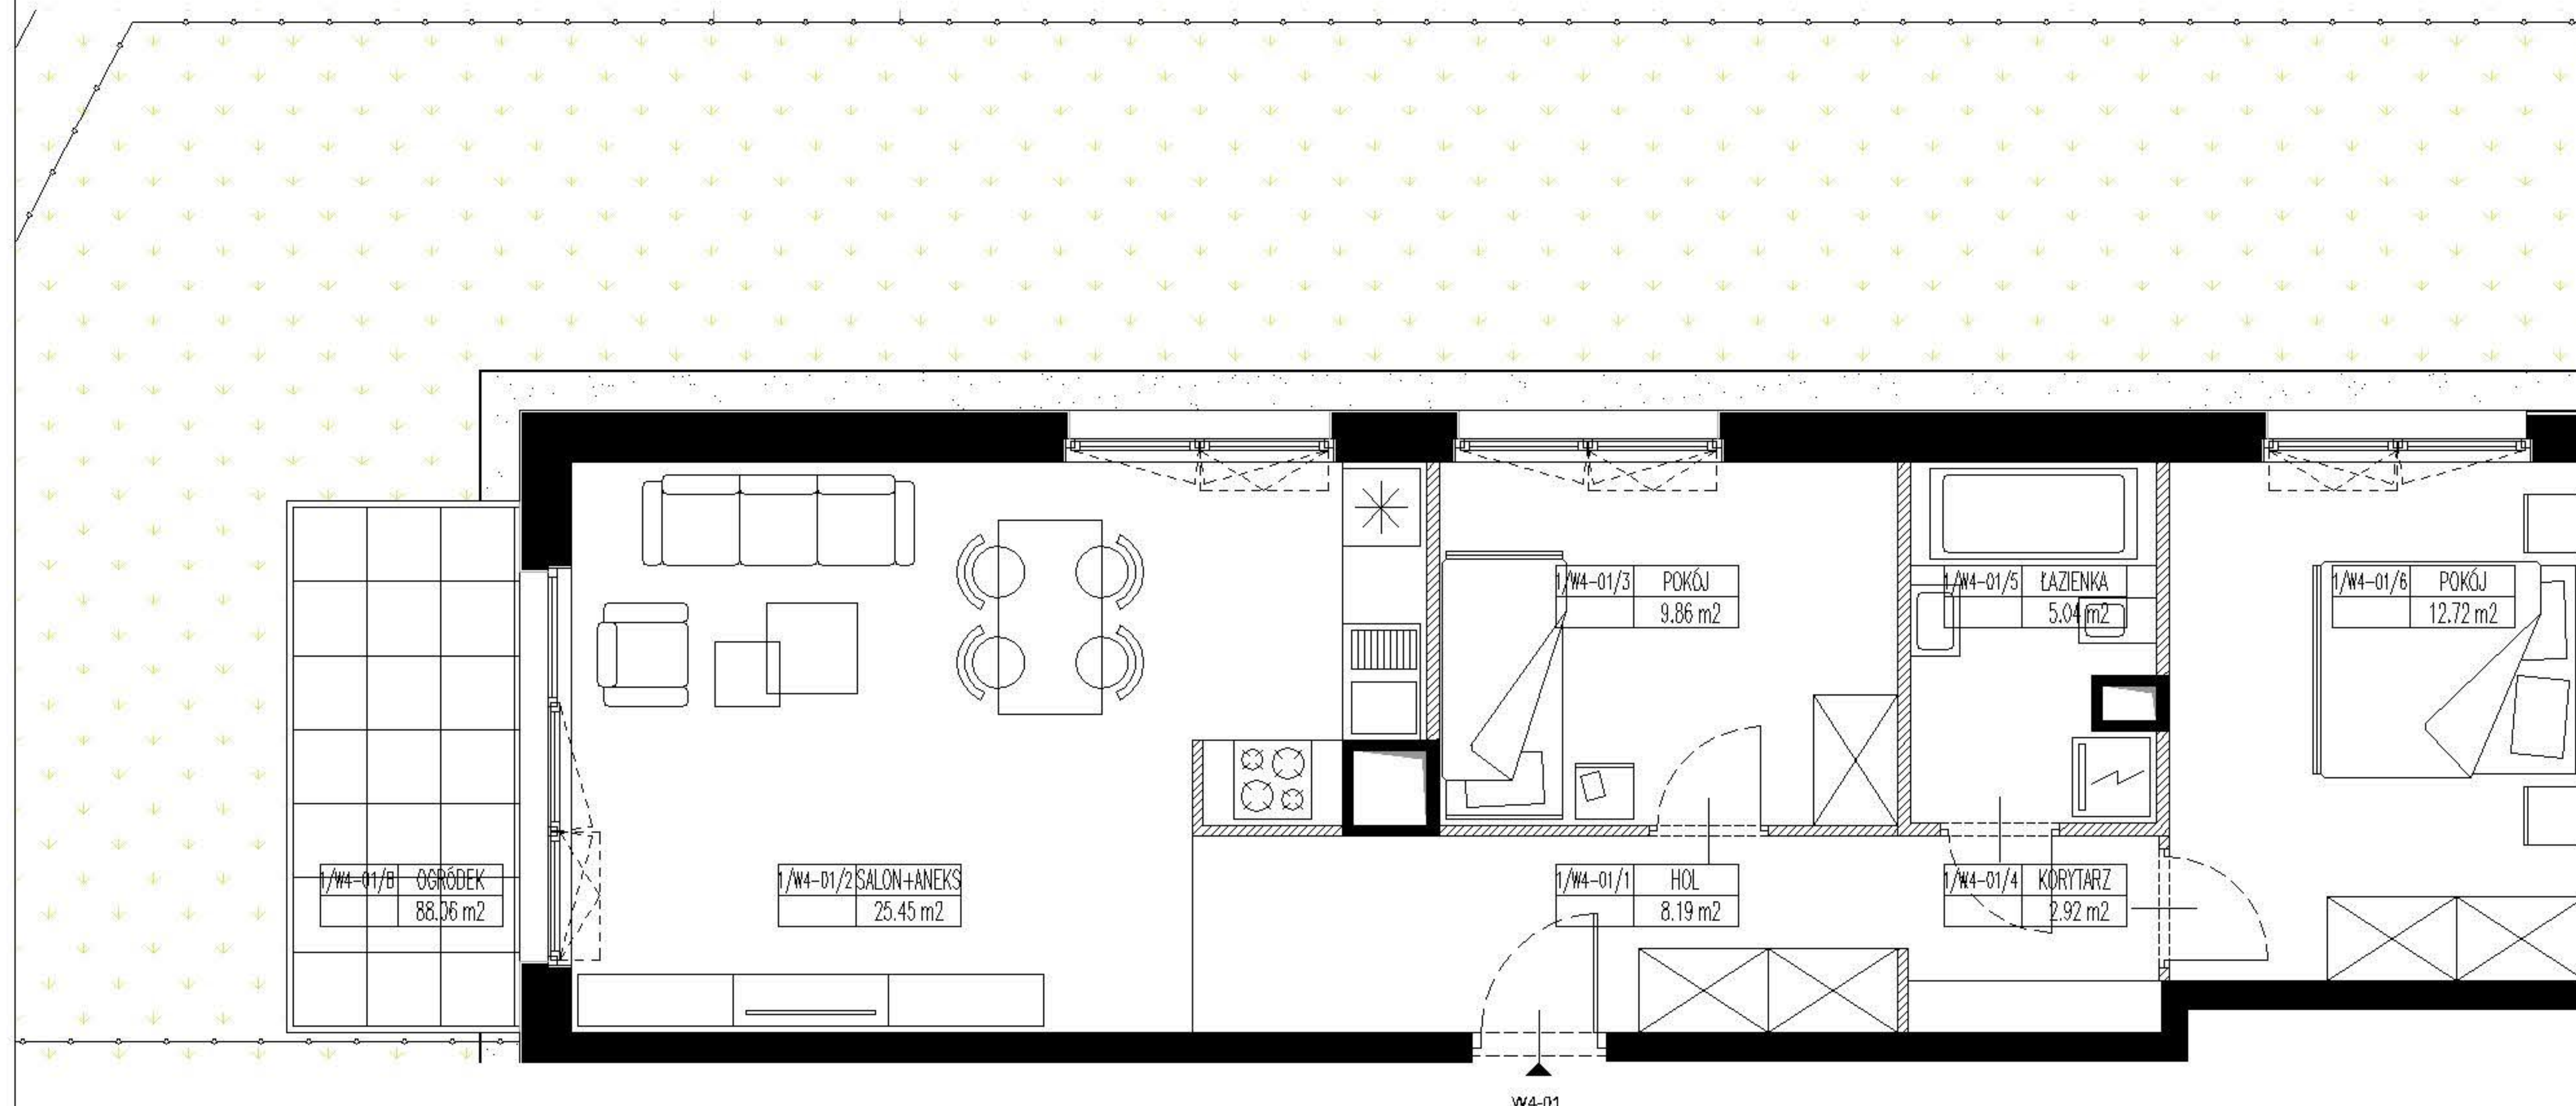 1/W4-01/3 POKÓJ
9.86 m2
1/W4-01/5 ŁAZIENKA
5.04 m2
1/W4-01/6 POKÓJ
12.72 m2
1/W4-01/B OGRÓDEK
88.06 m2
1/W4-01/2 SALON+ANEKS
25.45 m2
1/W4-01/1 HOL
8.19 m2
1/W4-01/4 KORYTARZ
2.92 m2
W4-01